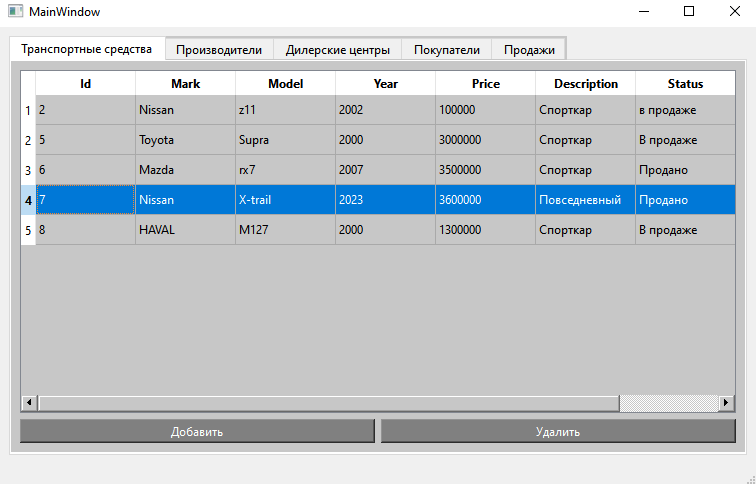 MainWindow
Транспортные средства Производители Дилерские центры Покупатели Продажи
Id Mark Model Year Price Description Status
1 2 Nissan z11 2002 100000 Спорткар в продаже
2 5 Toyota Supra 2000 3000000 Спорткар В продаже
3 6 Mazda rx7 2007 3500000 Спорткар Продано
4 7 Nissan X-trail 2023 3600000 Повседневный Продано
5 8 HAVAL M127 2000 1300000 Спорткар В продаже
Добавить Удалить